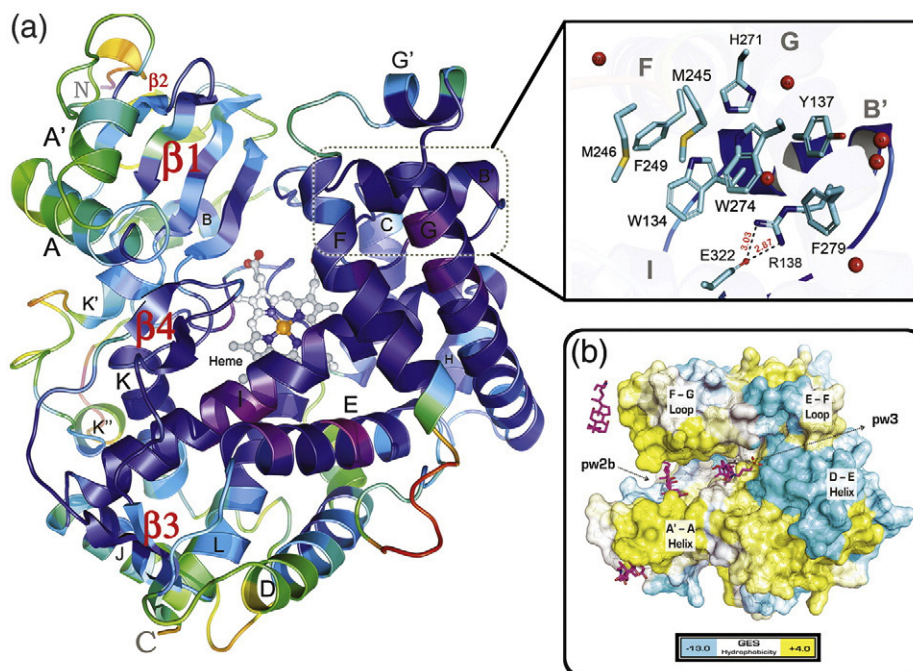 (a)
N
β2
G'
A'
β1
A
B
B
C
F
G
K'
β4
Heme
K
H
I
E
K''
β3
J
L
D
C
H271
G
F
M245
B'
Y137
M246
F249
W274
W134
3.03
2.87
F279
E322
R138
I
(b)
F – G
Loop
E – F
Loop
pw3
pw2b
D – E
Helix
A' – A
Helix
-13.0 GES +4.0
Hydrophobicity